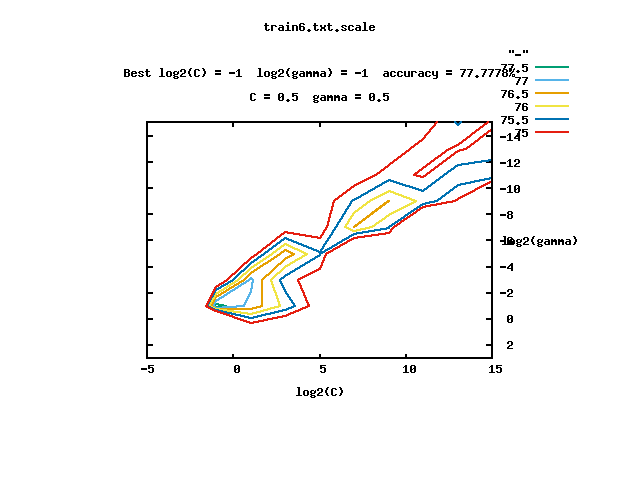 train6.txt.scale
"-"
Best log2(C) = -1 log2(gamma) = -1 accuracy = 77.7778%
77.5
77
C = 0.5 gamma = 0.5
76.5
76
75.5
75
-14
-12
-10
-8
-6
log2(gamma)
-4
-2
0
2
-5 0 5 10 15
log2(C)